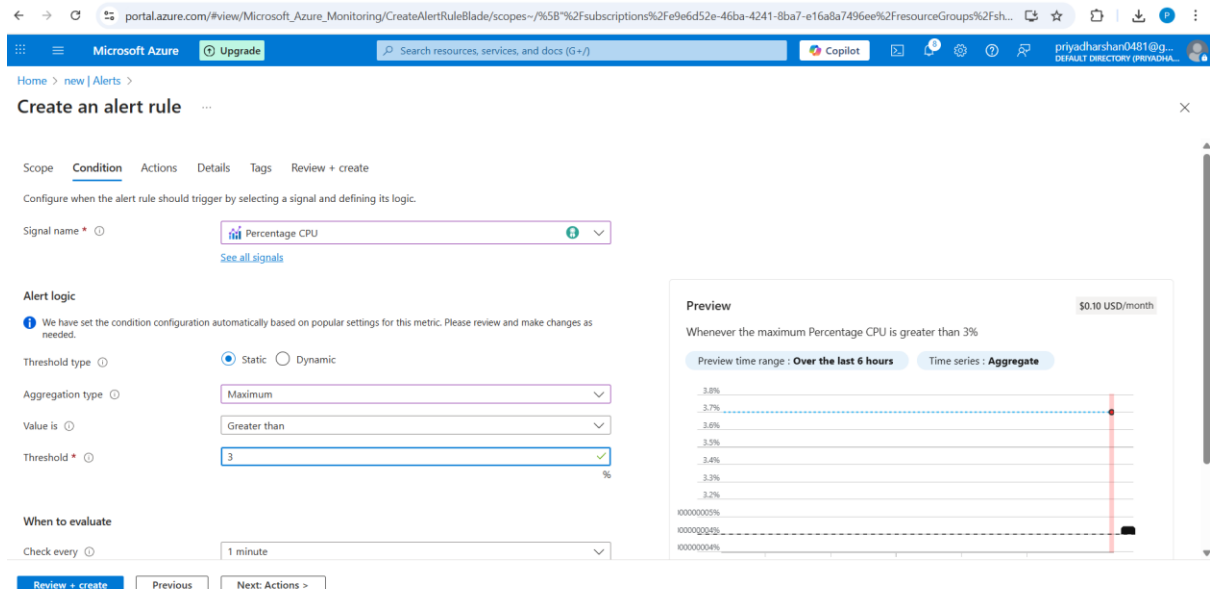 portal.azure.com/#view/Microsoft_Azure_Monitoring/CreateAlertRuleBlade/scopes~/%5B"%2Fsubscriptions%2Fe9e6d52e-46ba-4241-8ba7-e16a8a7496ee%2FresourceGroups%2Fsh...
P
Microsoft Azure
Upgrade
Search resources, services, and docs (G+/)
Copilot
8
priyadharshan0481@g...
DEFAULT DIRECTORY (PRIYADHA...
Home > new | Alerts >
Create an alert rule ...
Scope Condition Actions Details Tags Review + create
Configure when the alert rule should trigger by selecting a signal and defining its logic.
Signal name *
Percentage CPU
See all signals
Alert logic
We have set the condition configuration automatically based on popular settings for this metric. Please review and make changes as
needed.
Threshold type
Static
Dynamic
Aggregation type
Maximum
Value is
Greater than
Threshold *
3
%
When to evaluate
Check every
1 minute
Preview
$0.10 USD/month
Whenever the maximum Percentage CPU is greater than 3%
Preview time range : Over the last 6 hours
Time series : Aggregate
3.8%
3.7%
3.6%
3.5%
3.4%
3.3%
3.2%
000000005%
000000004%
000000004%
Review + create
Previous
Next: Actions >